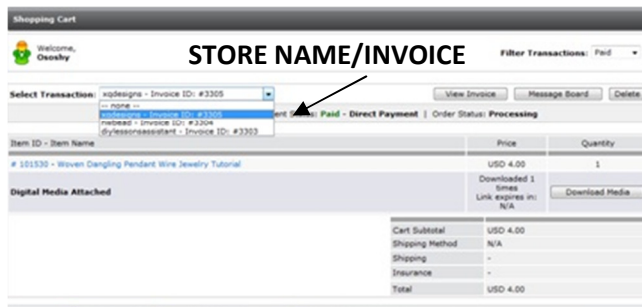 Shopping Cart
Welcome,
Ososhy
STORE NAME/INVOICE
Filter Transactions: Paid
Select Transaction: xqdesigns - Invoice ID: #3305
View Invoice Message Board Delete
-- none --
xqdesigns - Invoice ID: #3305
- Invoice ID: #3304
diylessonsassistant - Invoice ID: #3303
Status: Paid - Direct Payment | Order Status: Processing
Item ID - Item Name Price Quantity
# 101530 - Woven Dangling Pendant Wire Jewelry Tutorial USD 4.00 1
Digital Media Attached
Downloaded 1
times
Link expires in:
N/A
Download Media
Cart Subtotal USD 4.00
Shipping Method N/A
Shipping -
Insurance -
Total USD 4.00